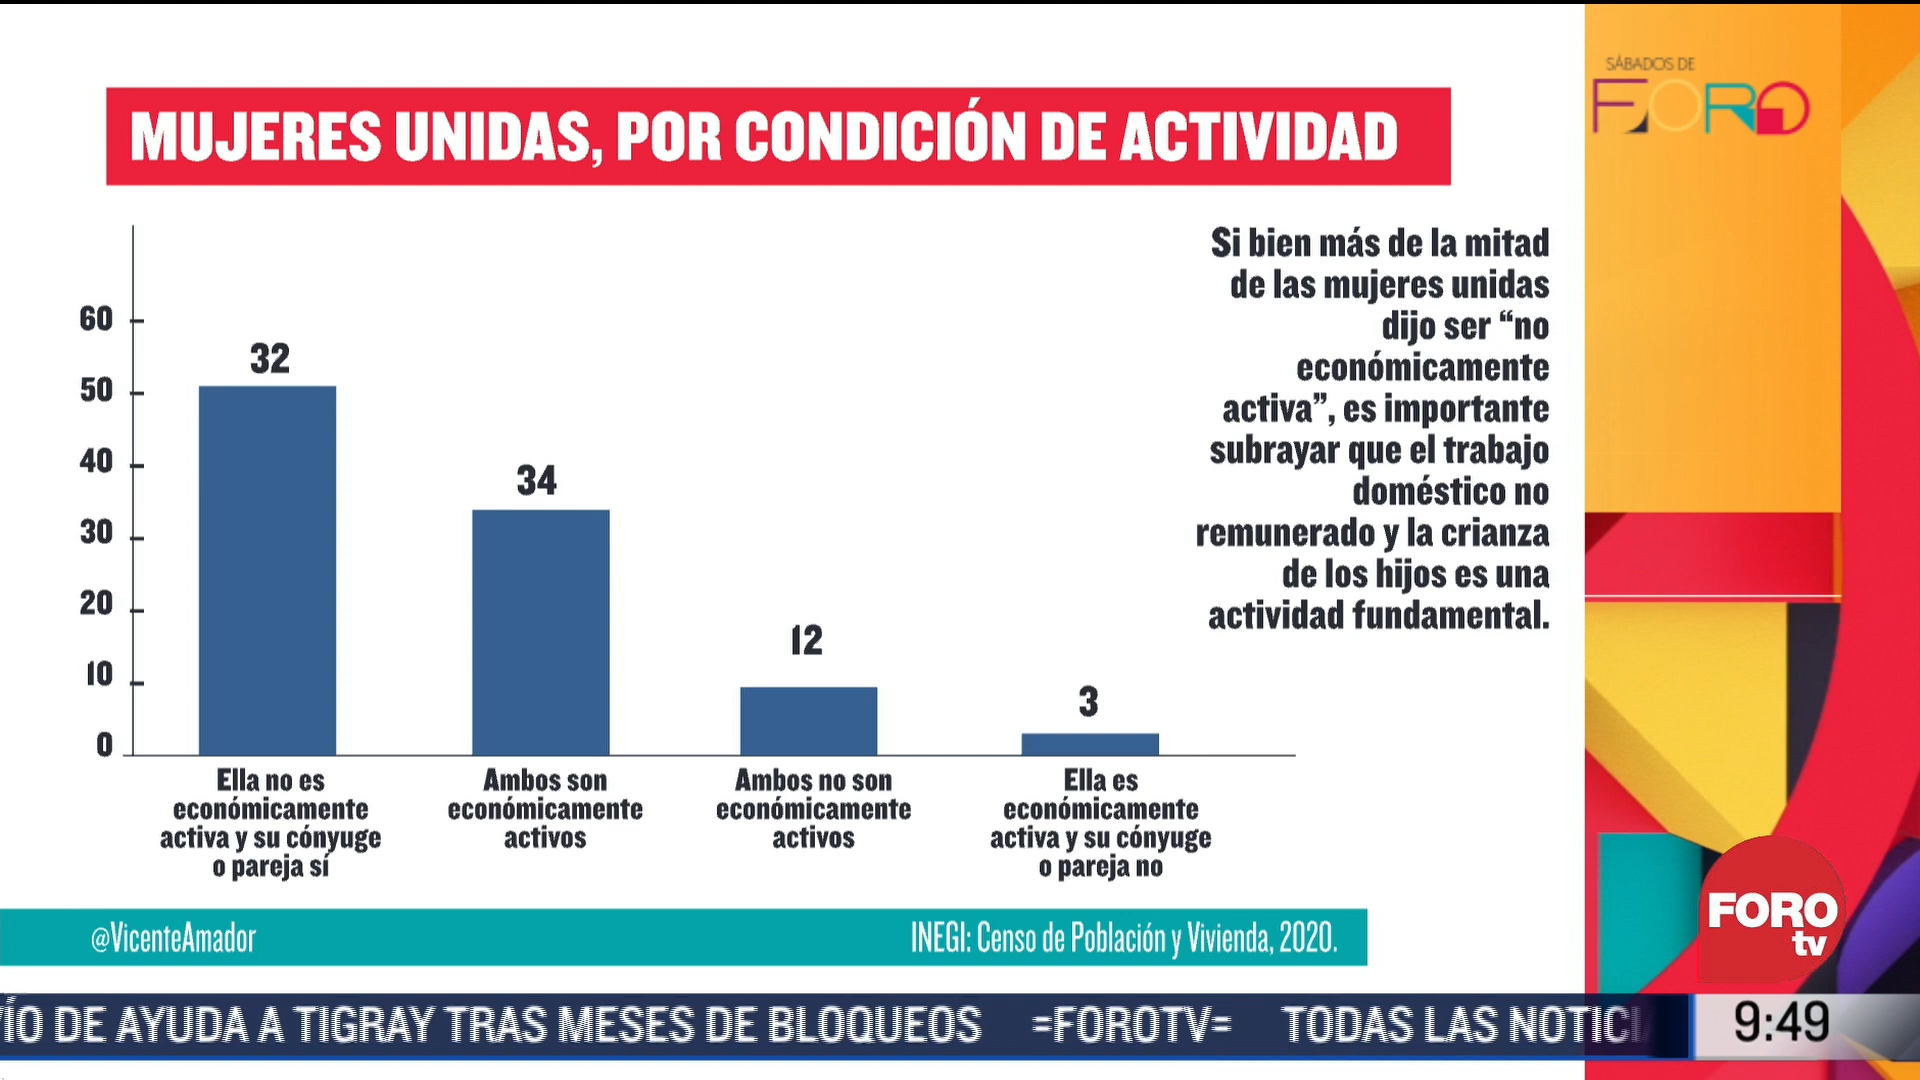 SÁBADOS DE
FORO
MUJERES UNIDAS, POR CONDICIÓN DE ACTIVIDAD
Si bien más de la mitad
de las mujeres unidas
dijo ser “no
económicamente
activa”, es importante
subrayar que el trabajo
doméstico no
remunerado y la crianza
de los hijos es una
actividad fundamental.
60
50
40
30
20
10
0
32
34
12
3
Ella no es
económicamente
activa y su cónyuge
o pareja sí
Ambos son
económicamente
activos
Ambos no son
económicamente
activos
Ella es
económicamente
activa y su cónyuge
o pareja no
@VicenteAmador
INEGI: Censo de Población y Vivienda, 2020.
FORO
tv
ÍO DE AYUDA A TIGRAY TRAS MESES DE BLOQUEOS =FOROTV= TODAS LAS NOTICI
9:49